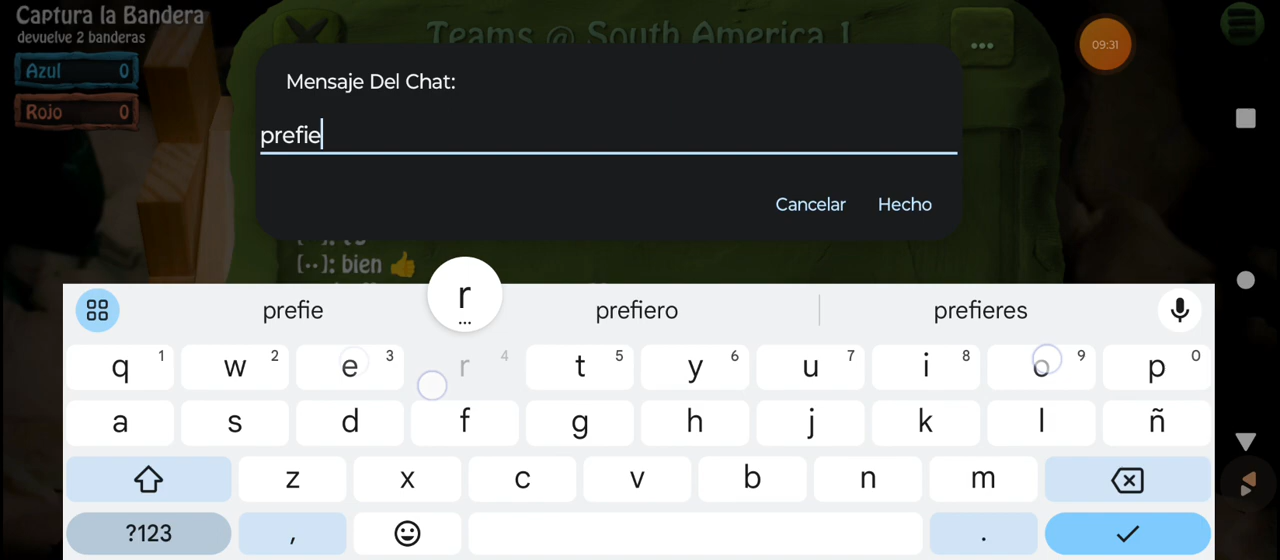 Captura la Bandera
devuelve 2 banderas
Azul 0
Rojo 0
Teams @ South America 1
...
09:31
Mensaje Del Chat:
prefie
Cancelar Hecho
[··]: bien 👍
r
...
prefie prefiero prefieres
q 1 w 2 e 3 r 4 t 5 y 6 u 7 i 8 o 9 p 0
a s d f g h j k l ñ
z x c v b n m
?123 , .